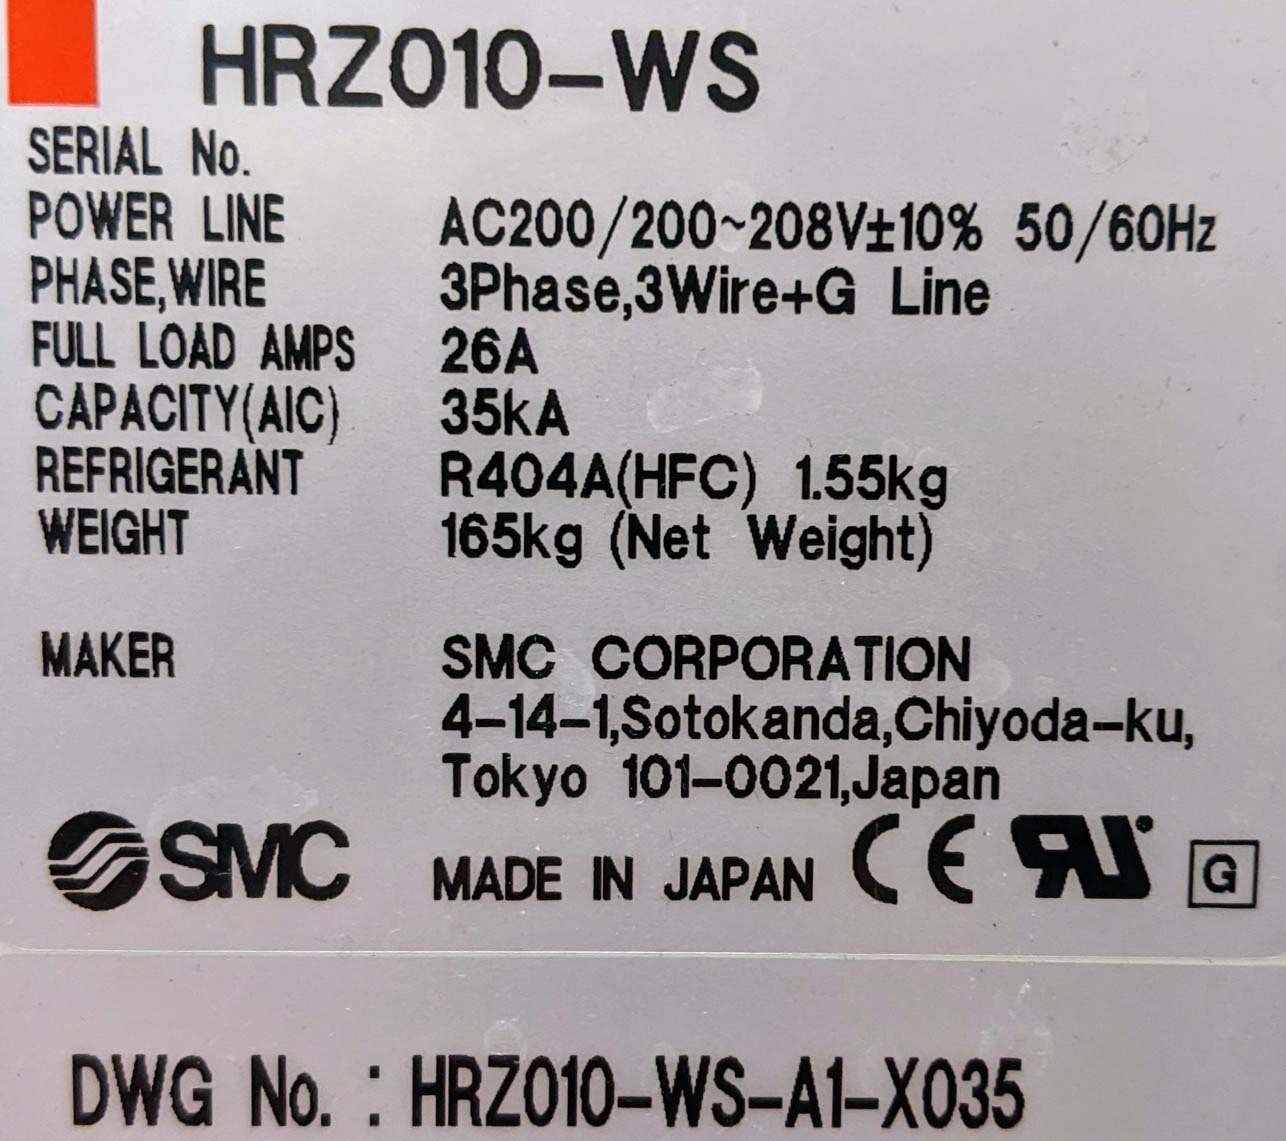 HRZ010-WS
SERIAL No.
POWER LINE AC200/200~208V±10% 50/60Hz
PHASE,WIRE 3Phase,3Wire+G Line
FULL LOAD AMPS 26A
CAPACITY(AIC) 35kA
REFRIGERANT R404A(HFC) 1.55kg
WEIGHT 165kg (Net Weight)
MAKER SMC CORPORATION
4-14-1,Sotokanda,Chiyoda-ku,
Tokyo 101-0021,Japan
SMC MADE IN JAPAN CE RU G
DWG No. : HRZ010-WS-A1-X035